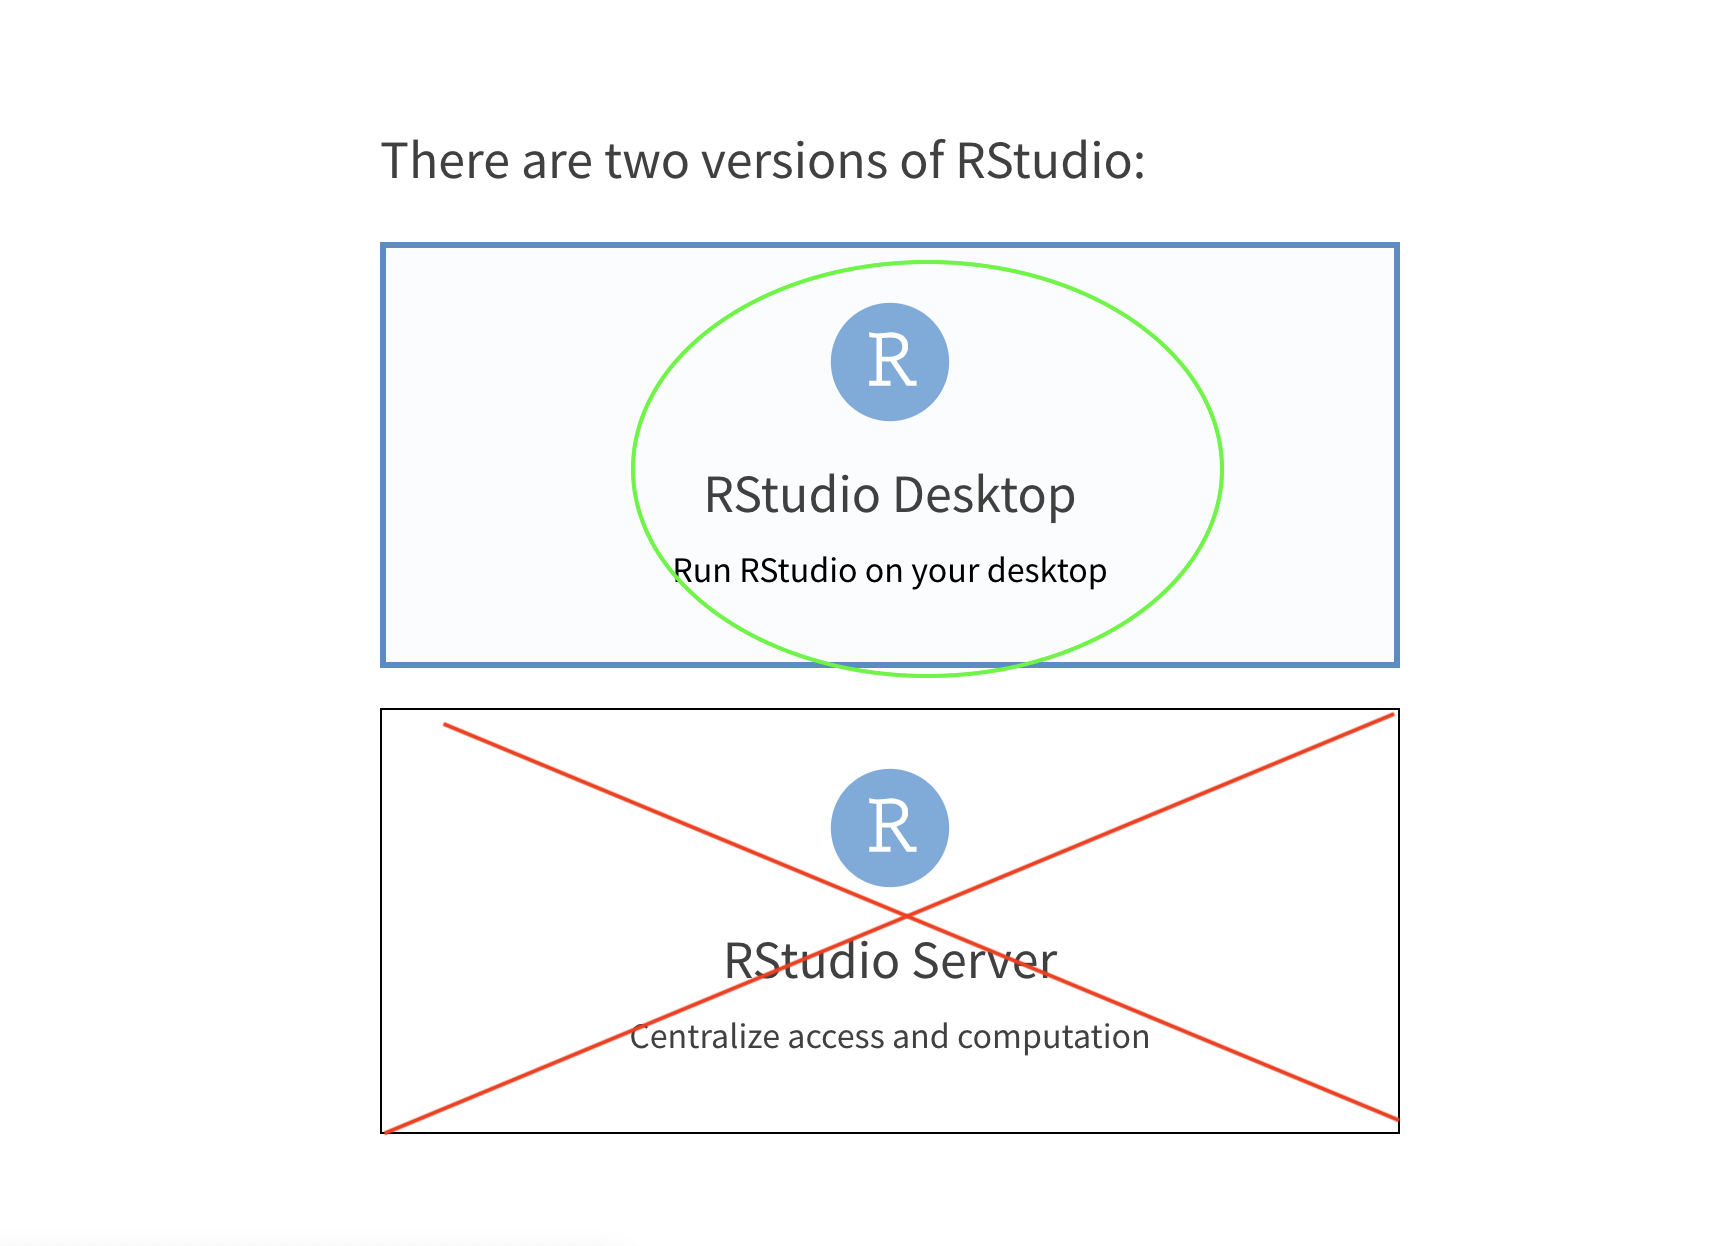 There are two versions of RStudio:
R
RStudio Desktop
Run RStudio on your desktop
R
RStudio Server
Centralize access and computation